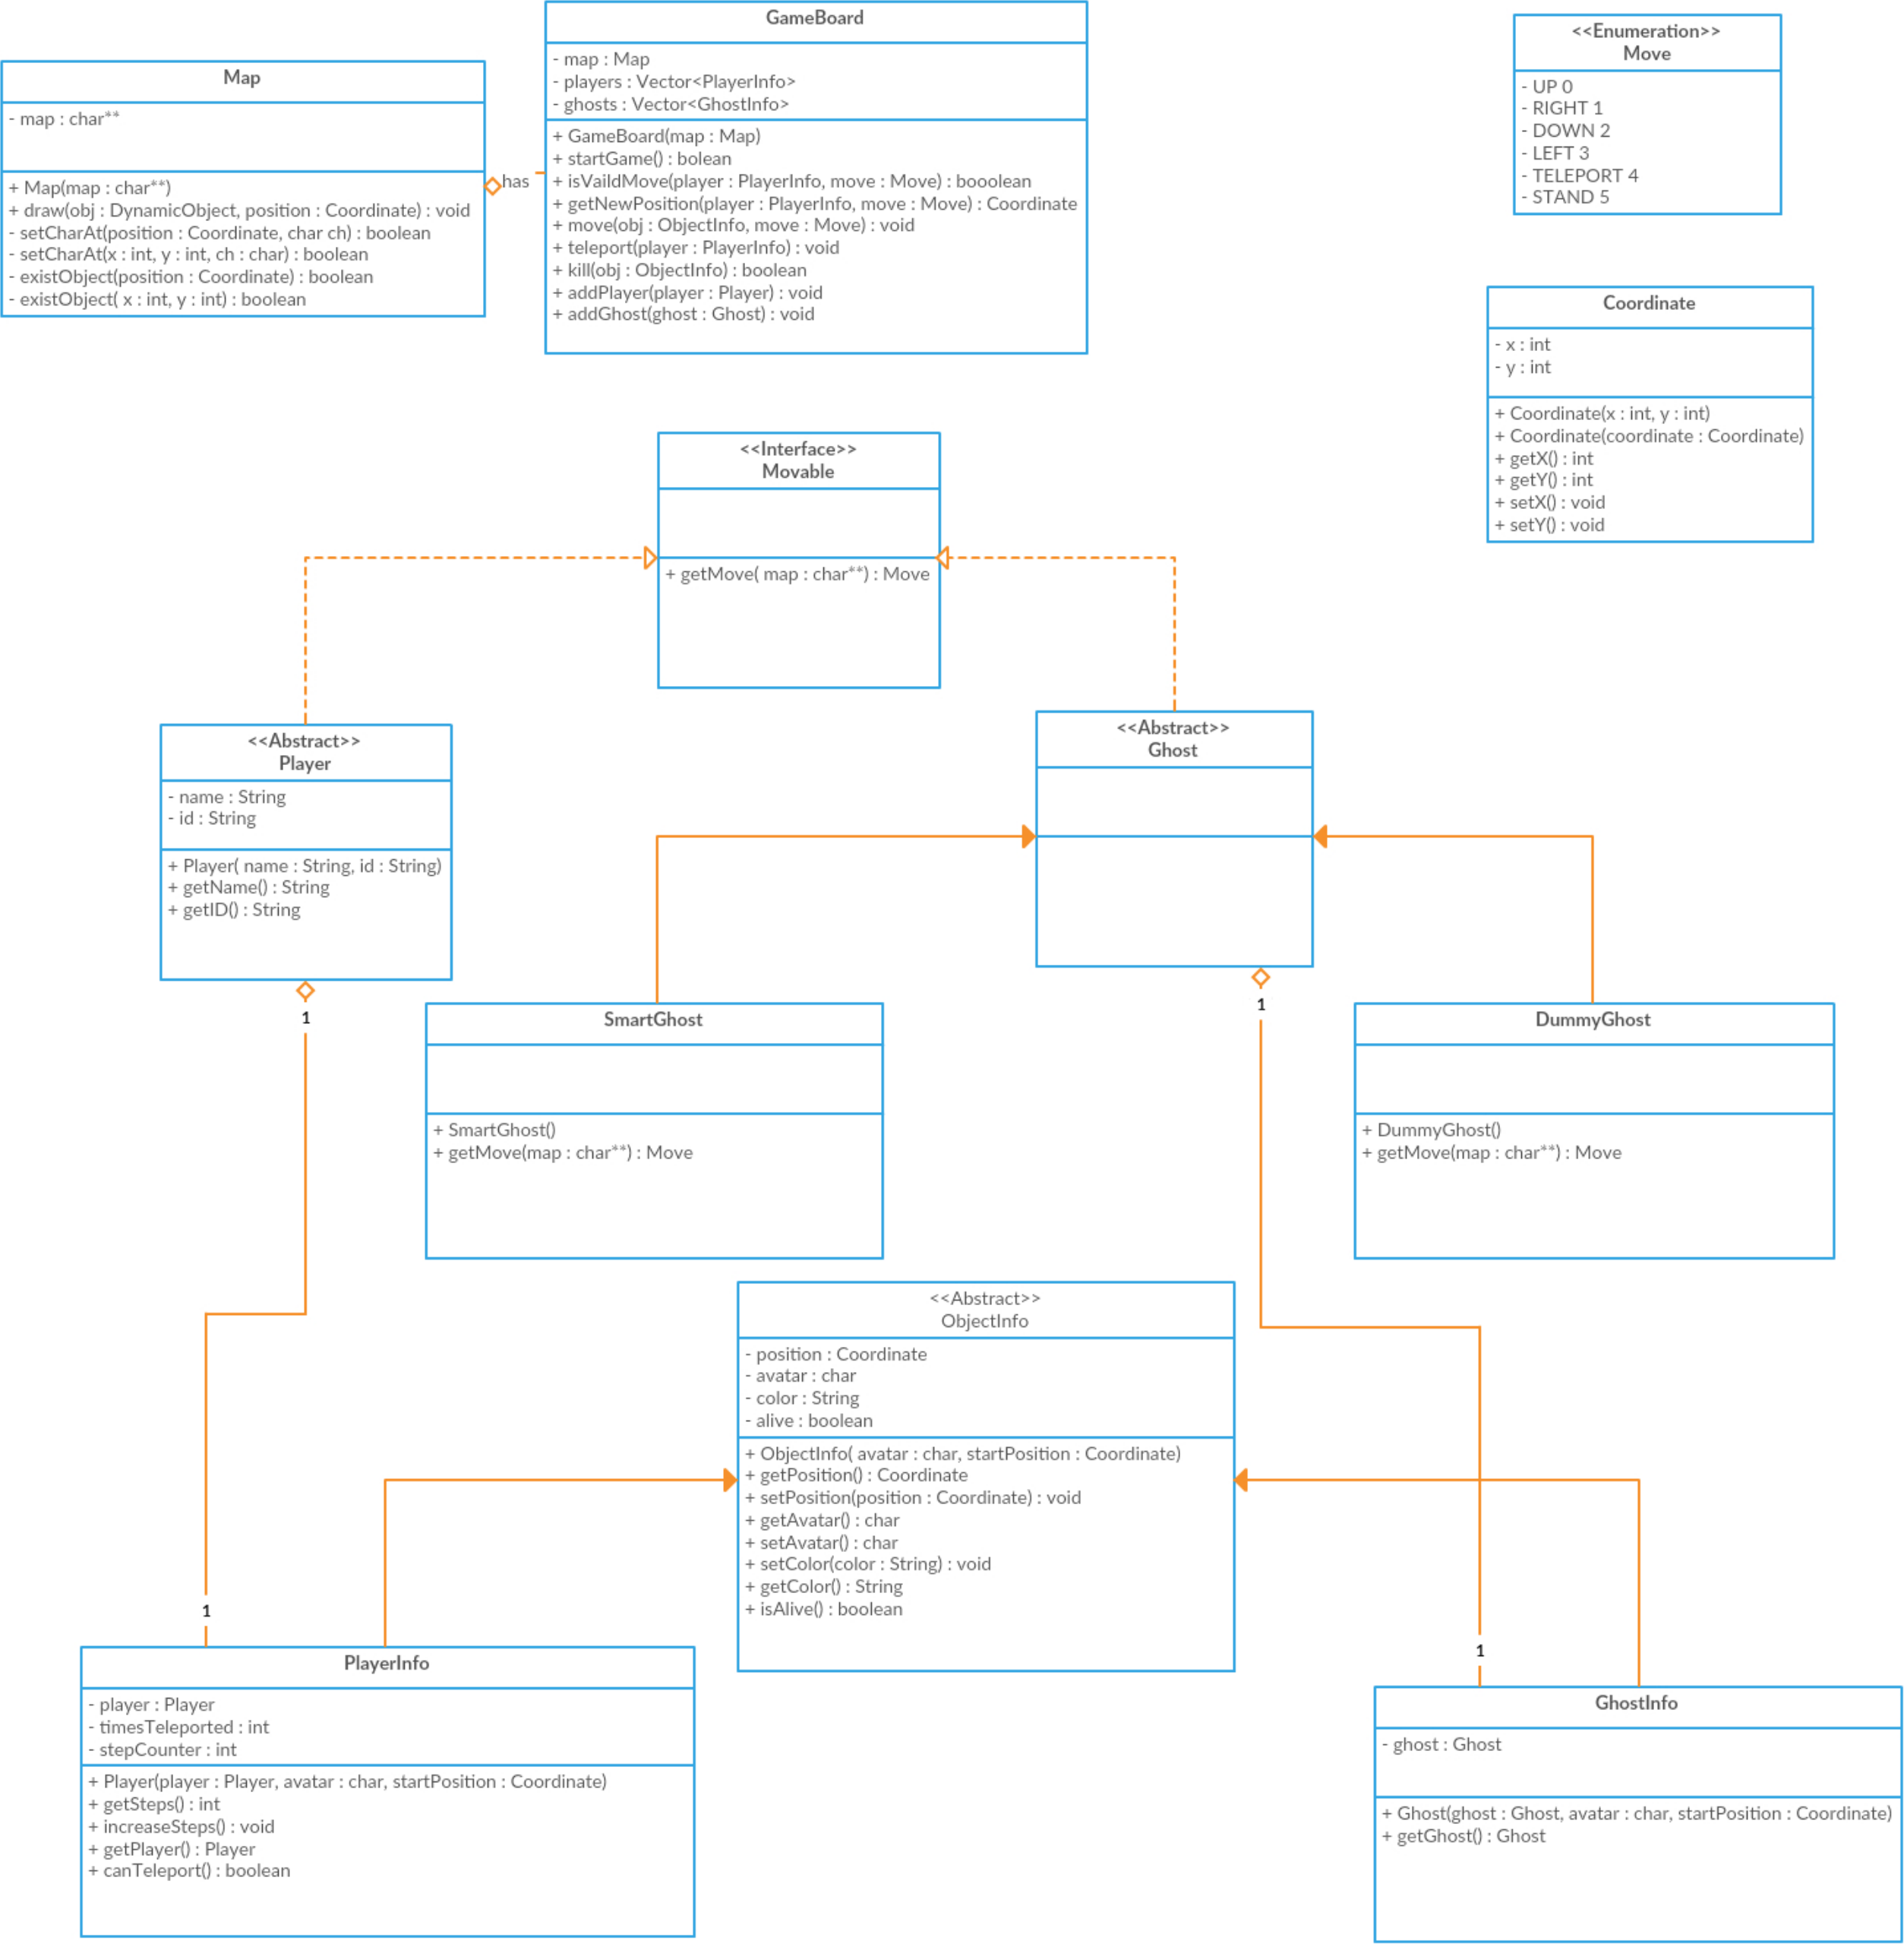 GameBoard
- map : Map
- players : Vector<PlayerInfo>
- ghosts : Vector<GhostInfo>
+ GameBoard(map : Map)
+ startGame() : bolean
+ isVaildMove(player : PlayerInfo, move : Move) : booolean
+ getNewPosition(player : PlayerInfo, move : Move) : Coordinate
+ move(obj : ObjectInfo, move : Move) : void
+ teleport(player : PlayerInfo) : void
+ kill(obj : ObjectInfo) : boolean
+ addPlayer(player : Player) : void
+ addGhost(ghost : Ghost) : void
Map
- map : char**
+ Map(map : char**)
+ draw(obj : DynamicObject, position : Coordinate) : void
- setCharAt(position : Coordinate, char ch) : boolean
- setCharAt(x : int, y : int, ch : char) : boolean
- existObject(position : Coordinate) : boolean
- existObject( x : int, y : int) : boolean
has
<<Enumeration>>
Move
- UP 0
- RIGHT 1
- DOWN 2
- LEFT 3
- TELEPORT 4
- STAND 5
Coordinate
- x : int
- y : int
+ Coordinate(x : int, y : int)
+ Coordinate(coordinate : Coordinate)
+ getX() : int
+ getY() : int
+ setX() : void
+ setY() : void
<<Interface>>
Movable
+ getMove( map : char**) : Move
<<Abstract>>
Player
- name : String
- id : String
+ Player( name : String, id : String)
+ getName() : String
+ getID() : String
1
<<Abstract>>
Ghost
1
SmartGhost
+ SmartGhost()
+ getMove(map : char**) : Move
DummyGhost
+ DummyGhost()
+ getMove(map : char**) : Move
<<Abstract>>
ObjectInfo
- position : Coordinate
- avatar : char
- color : String
- alive : boolean
+ ObjectInfo( avatar : char, startPosition : Coordinate)
+ getPosition() : Coordinate
+ setPosition(position : Coordinate) : void
+ getAvatar() : char
+ setAvatar() : char
+ setColor(color : String) : void
+ getColor() : String
+ isAlive() : boolean
1
PlayerInfo
- player : Player
- timesTeleported : int
- stepCounter : int
+ Player(player : Player, avatar : char, startPosition : Coordinate)
+ getSteps() : int
+ increaseSteps() : void
+ getPlayer() : Player
+ canTeleport() : boolean
1
GhostInfo
- ghost : Ghost
+ Ghost(ghost : Ghost, avatar : char, startPosition : Coordinate)
+ getGhost() : Ghost